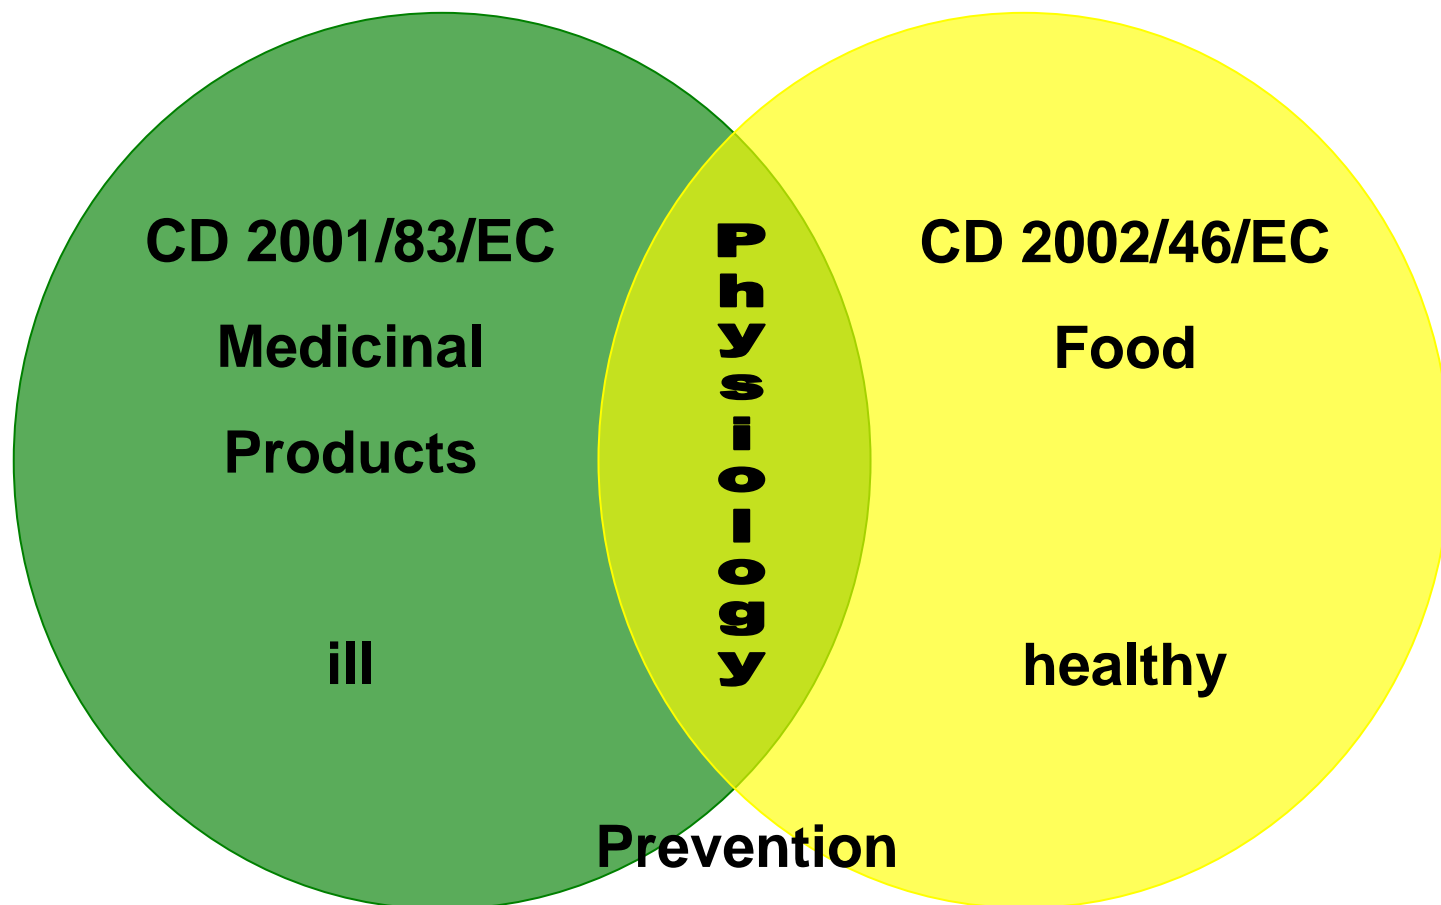 CD 2001/83/EC
Medicinal
Products
ill
Physiology
CD 2002/46/EC
Food
healthy
Prevention